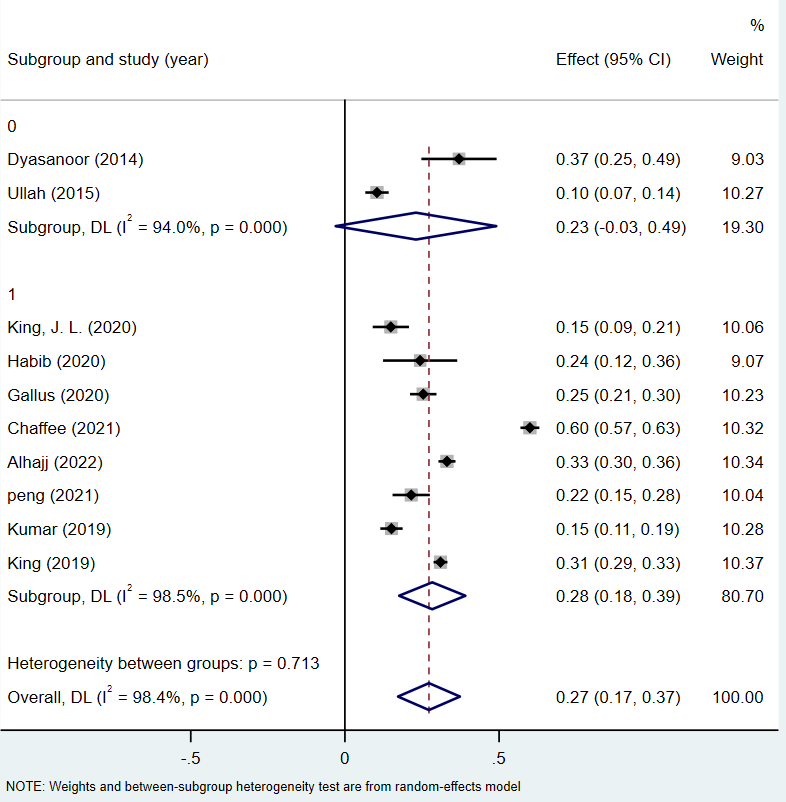 %
Subgroup and study (year) Effect (95% CI) Weight
0
Dyasanoor (2014) 0.37 (0.25, 0.49) 9.03
Ullah (2015) 0.10 (0.07, 0.14) 10.27
Subgroup, DL (I² = 94.0%, p = 0.000) 0.23 (-0.03, 0.49) 19.30
1
King, J. L. (2020) 0.15 (0.09, 0.21) 10.06
Habib (2020) 0.24 (0.12, 0.36) 9.07
Gallus (2020) 0.25 (0.21, 0.30) 10.23
Chaffee (2021) 0.60 (0.57, 0.63) 10.32
Alhajj (2022) 0.33 (0.30, 0.36) 10.34
peng (2021) 0.22 (0.15, 0.28) 10.04
Kumar (2019) 0.15 (0.11, 0.19) 10.28
King (2019) 0.31 (0.29, 0.33) 10.37
Subgroup, DL (I² = 98.5%, p = 0.000) 0.28 (0.18, 0.39) 80.70
Heterogeneity between groups: p = 0.713
Overall, DL (I² = 98.4%, p = 0.000) 0.27 (0.17, 0.37) 100.00
-.5 0 .5
NOTE: Weights and between-subgroup heterogeneity test are from random-effects model